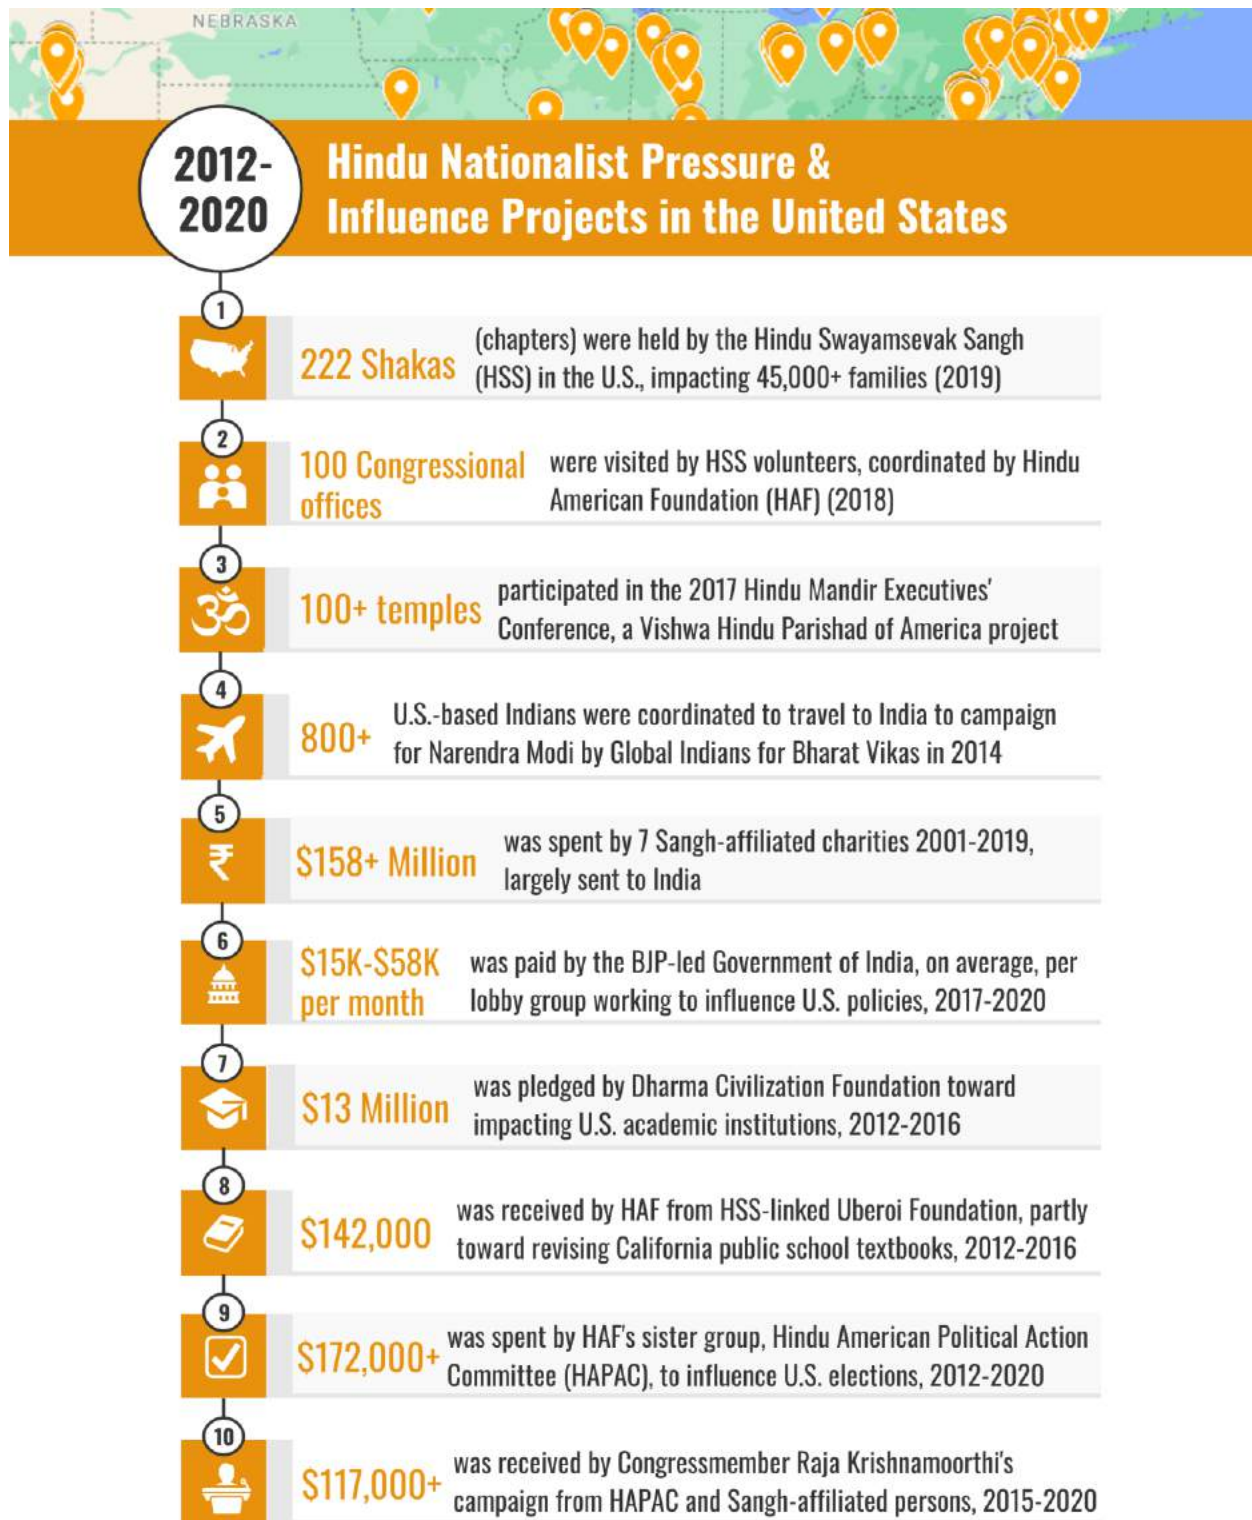 NEBRASKA
2012-
2020
Hindu Nationalist Pressure &
Influence Projects in the United States
1
222 Shakas
(chapters) were held by the Hindu Swayamsevak Sangh
(HSS) in the U.S., impacting 45,000+ families (2019)
2
100 Congressional
offices
were visited by HSS volunteers, coordinated by Hindu
American Foundation (HAF) (2018)
3
ॐ
100+ temples
participated in the 2017 Hindu Mandir Executives'
Conference, a Vishwa Hindu Parishad of America project
4
800+
U.S.-based Indians were coordinated to travel to India to campaign
for Narendra Modi by Global Indians for Bharat Vikas in 2014
5
₹
$158+ Million
was spent by 7 Sangh-affiliated charities 2001-2019,
largely sent to India
6
$15K-$58K
per month
was paid by the BJP-led Government of India, on average, per
lobby group working to influence U.S. policies, 2017-2020
7
$13 Million
was pledged by Dharma Civilization Foundation toward
impacting U.S. academic institutions, 2012-2016
8
$142,000
was received by HAF from HSS-linked Uberoi Foundation, partly
toward revising California public school textbooks, 2012-2016
9
$172,000+
was spent by HAF's sister group, Hindu American Political Action
Committee (HAPAC), to influence U.S. elections, 2012-2020
10
$117,000+
was received by Congressmember Raja Krishnamoorthi's
campaign from HAPAC and Sangh-affiliated persons, 2015-2020